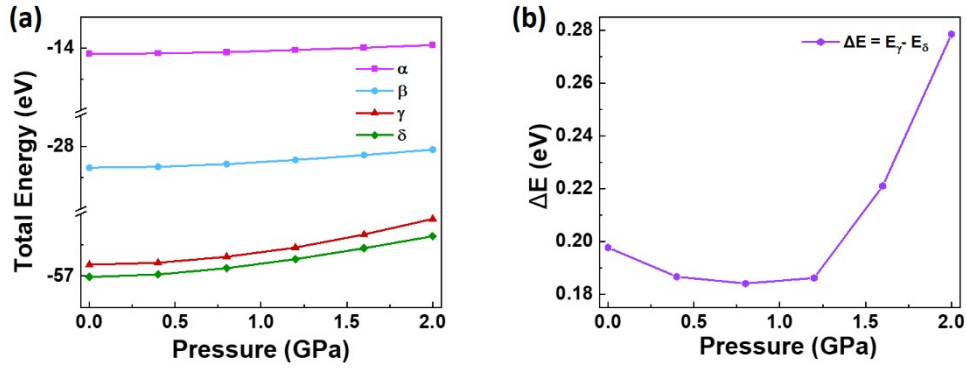 (a)
Total Energy (eV)
-14
-28
-57
α
β
γ
δ
0.0 0.5 1.0 1.5 2.0
Pressure (GPa)
(b)
ΔE (eV)
0.28
0.26
0.24
0.22
0.20
0.18
ΔE = Eγ- Eδ
0.0 0.5 1.0 1.5 2.0
Pressure (GPa)